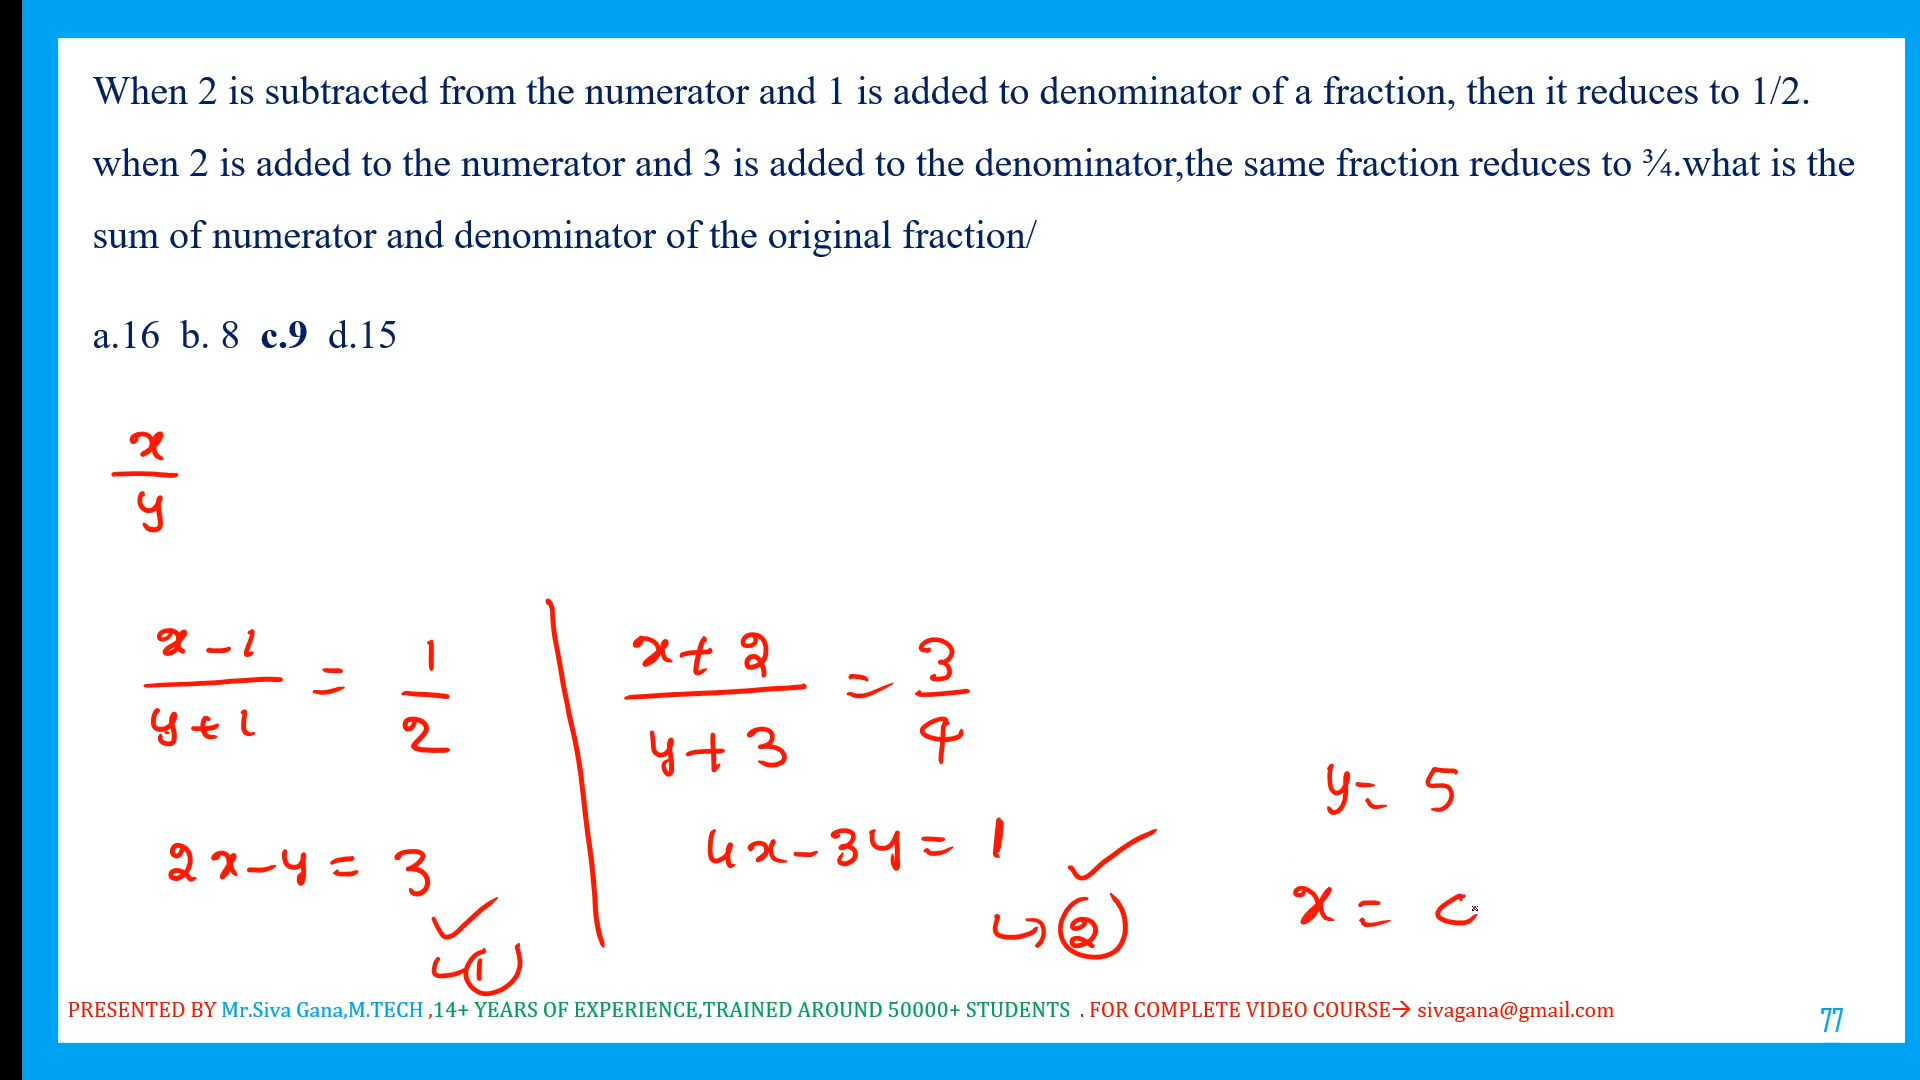 When 2 is subtracted from the numerator and 1 is added to denominator of a fraction, then it reduces to 1/2.
when 2 is added to the numerator and 3 is added to the denominator,the same fraction reduces to ¾.what is the
sum of numerator and denominator of the original fraction/
a.16 b. 8 c.9 d.15
x
y
x - 1
y + 1
=
1
2
x + 2
y + 3
=
3
4
2x - y = 3
1
4x - 3y = 1
2
y = 5
x =
PRESENTED BY Mr.Siva Gana,M.TECH ,14+ YEARS OF EXPERIENCE,TRAINED AROUND 50000+ STUDENTS . FOR COMPLETE VIDEO COURSE→ sivagana@gmail.com
77